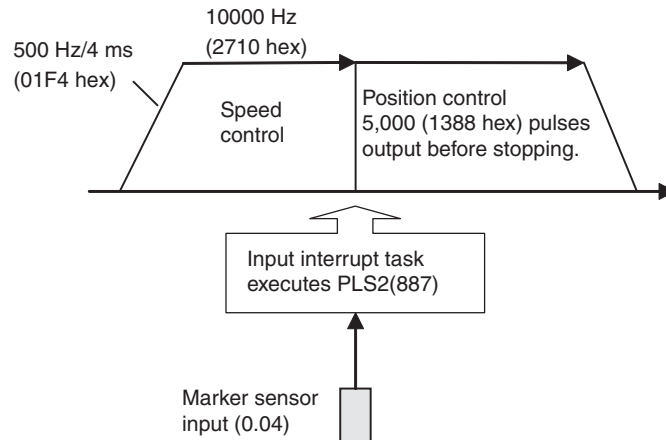 10000 Hz
(2710 hex)
500 Hz/4 ms
(01F4 hex)
Speed
control
Position control
5,000 (1388 hex) pulses
output before stopping.
Input interrupt task
executes PLS2(887)
Marker sensor
input (0.04)